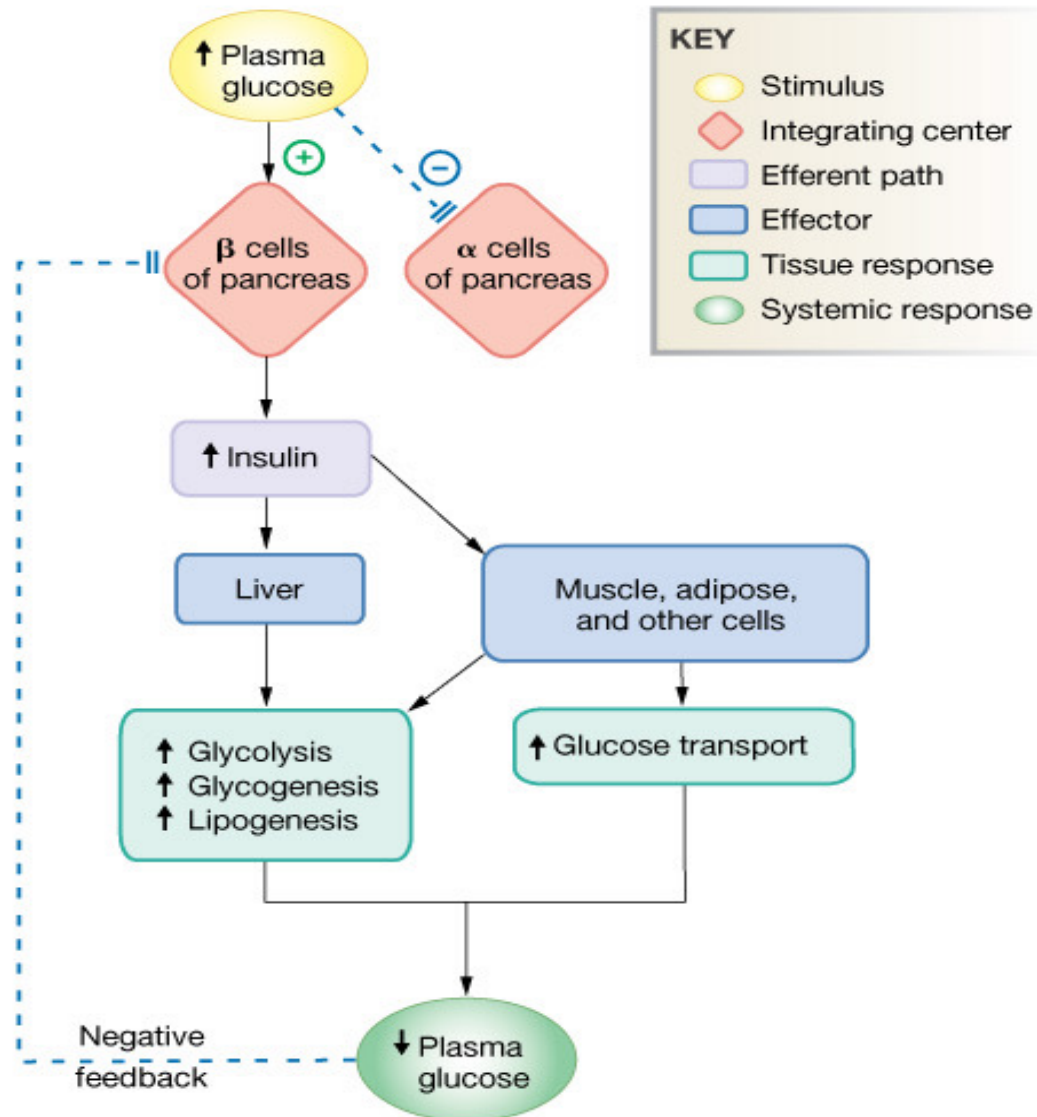 ↑ Plasma
glucose
+
−
β cells
of pancreas
α cells
of pancreas
↑ Insulin
Liver
Muscle, adipose,
and other cells
↑ Glycolysis
↑ Glycogenesis
↑ Lipogenesis
↑ Glucose transport
Negative
feedback
↓ Plasma
glucose
KEY
Stimulus
Integrating center
Efferent path
Effector
Tissue response
Systemic response